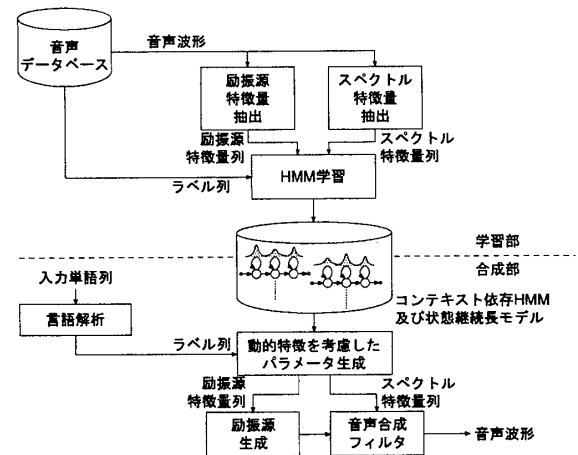 音声
データベース
音声波形
励振源
特徴量
抽出
スペクトル
特徴量
抽出
励振源
特徴量列
スペクトル
特徴量列
ラベル列
HMM学習
学習部
合成部
入力単語列
コンテキスト依存HMM
及び状態継続長モデル
言語解析
ラベル列
動的特徴を考慮した
パラメータ生成
励振源
特徴量列
スペクトル
特徴量列
励振源
生成
音声合成
フィルタ
音声波形